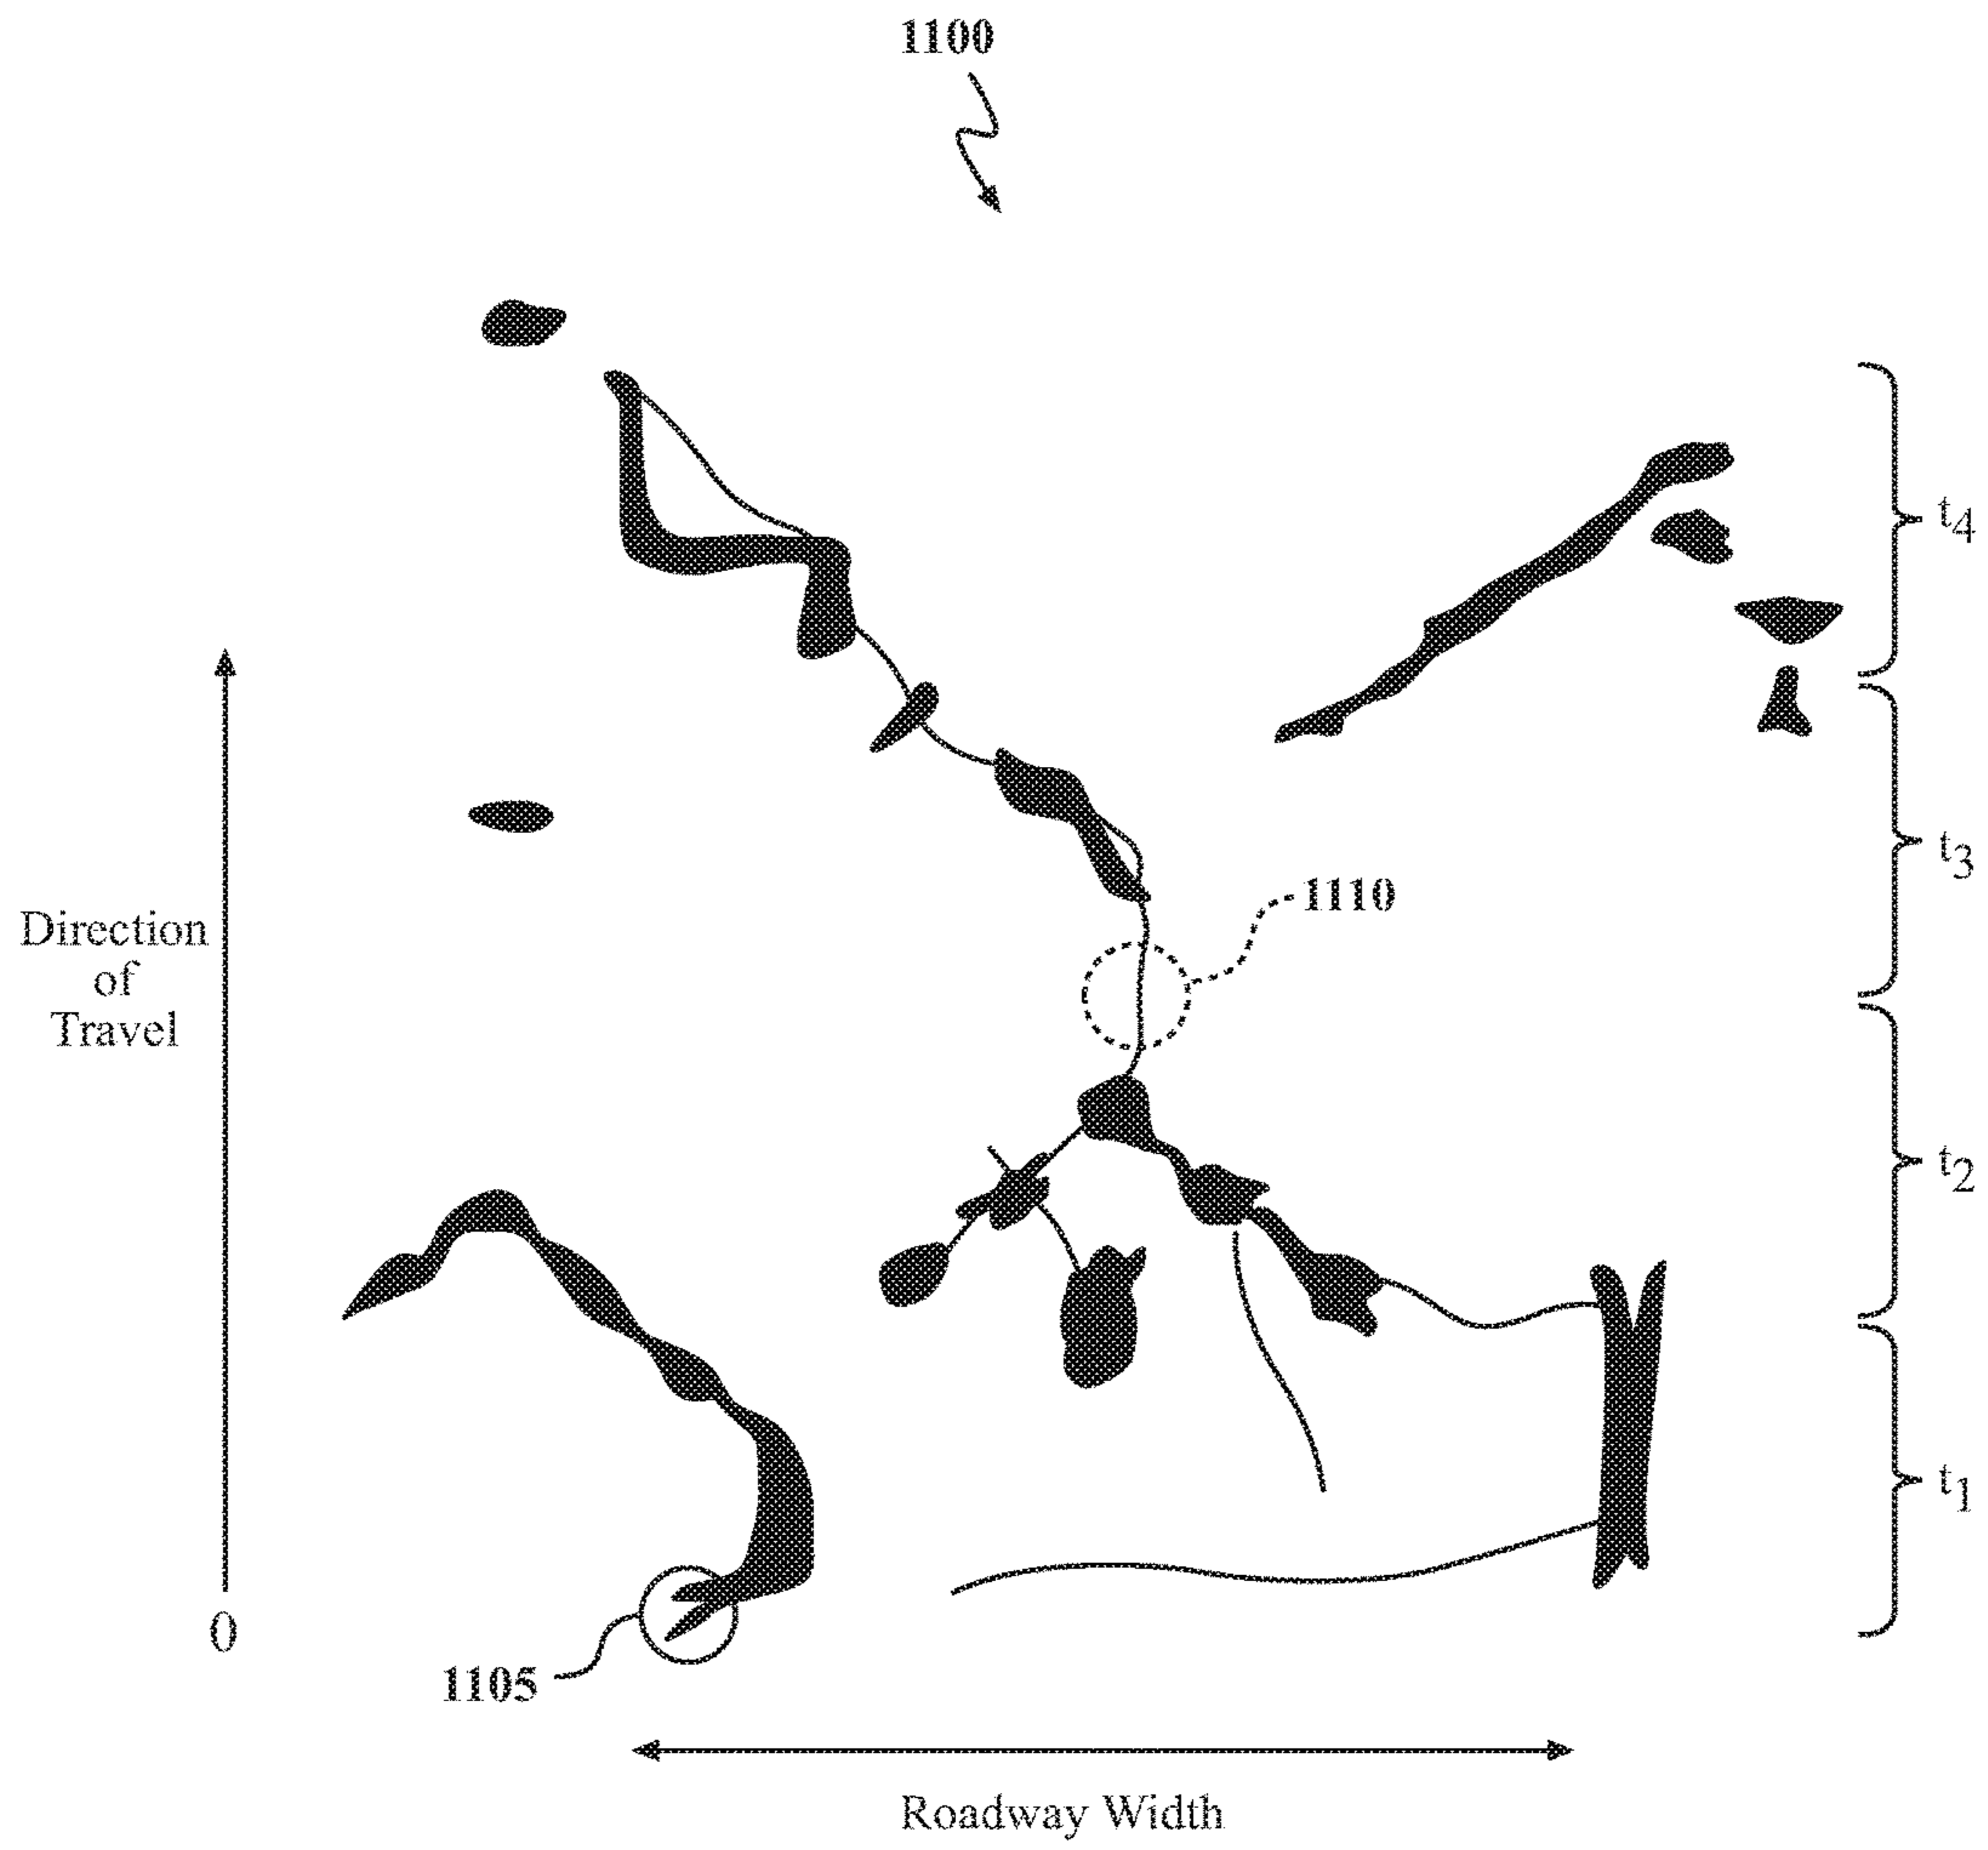 1100
t4
t3
1110
Direction
of
Travel
t2
t1
0
1105
Roadway Width